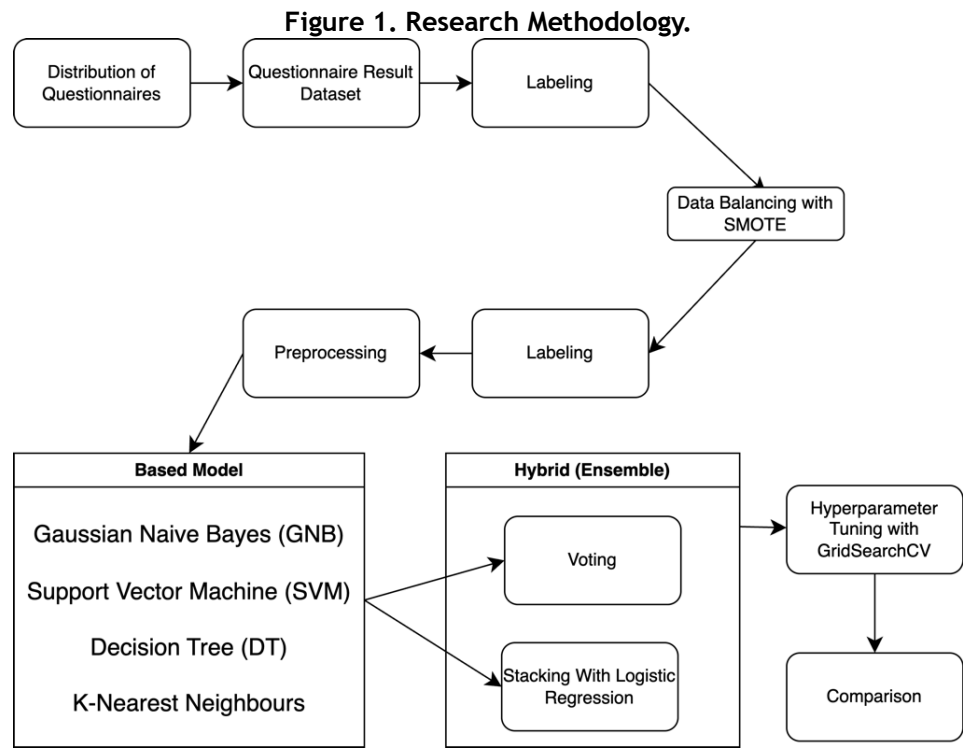 Figure 1. Research Methodology.
Distribution of
Questionnaires
Questionnaire Result
Dataset
Labeling
Data Balancing with
SMOTE
Labeling
Preprocessing
Based Model
Gaussian Naive Bayes (GNB)
Support Vector Machine (SVM)
Decision Tree (DT)
K-Nearest Neighbours
Hybrid (Ensemble)
Voting
Stacking With Logistic
Regression
Hyperparameter
Tuning with
GridSearchCV
Comparison